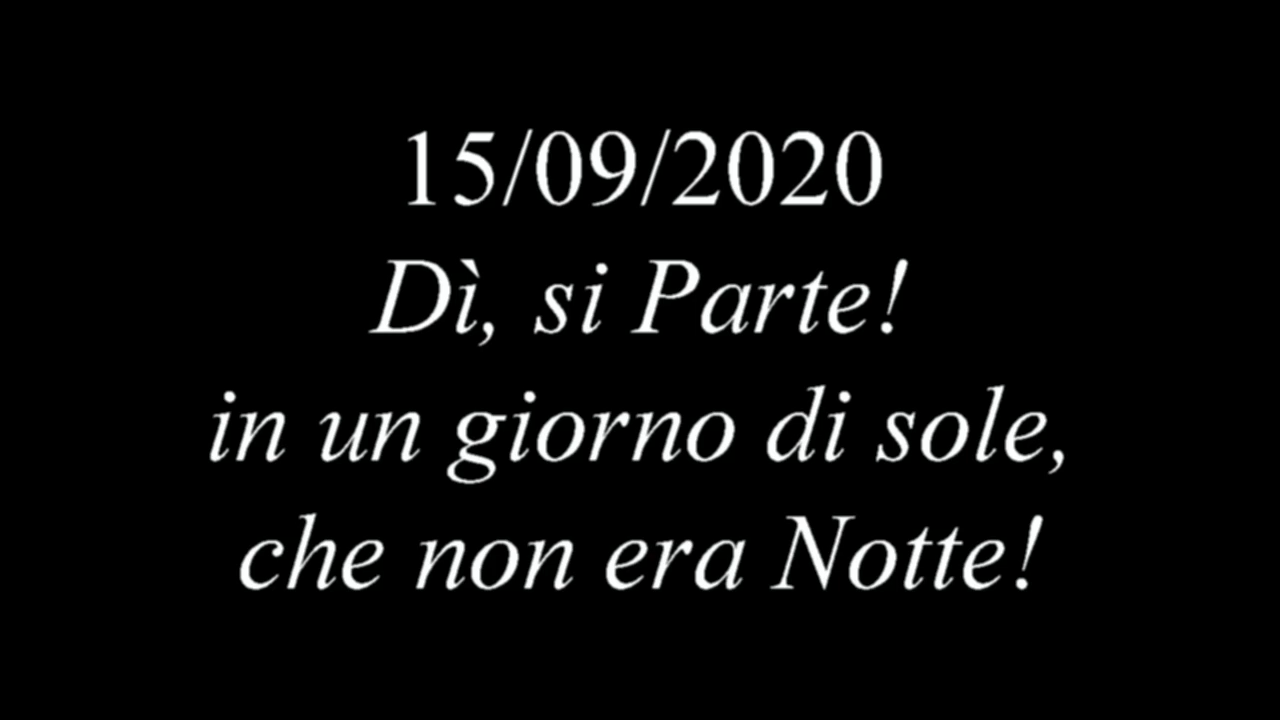 15/09/2020
Dì, si Parte!
in un giorno di sole,
che non era Notte!